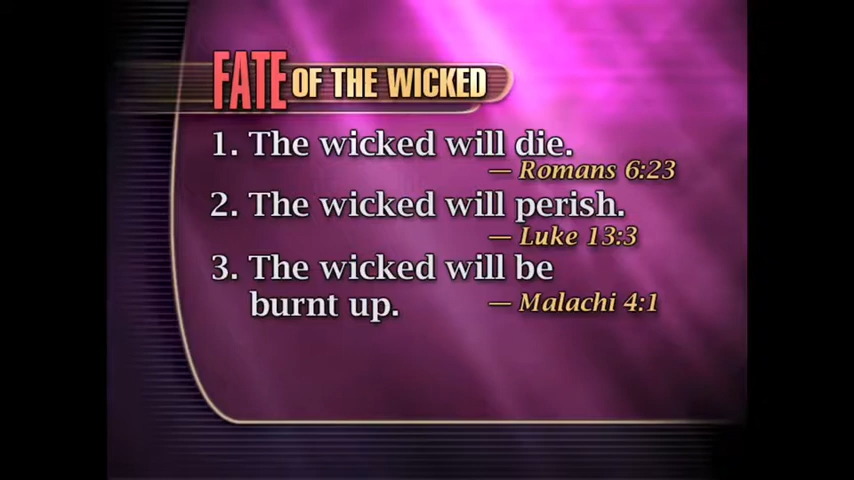 FATE OF THE WICKED
1. The wicked will die.
— Romans 6:23
2. The wicked will perish.
— Luke 13:3
3. The wicked will be
burnt up. — Malachi 4:1